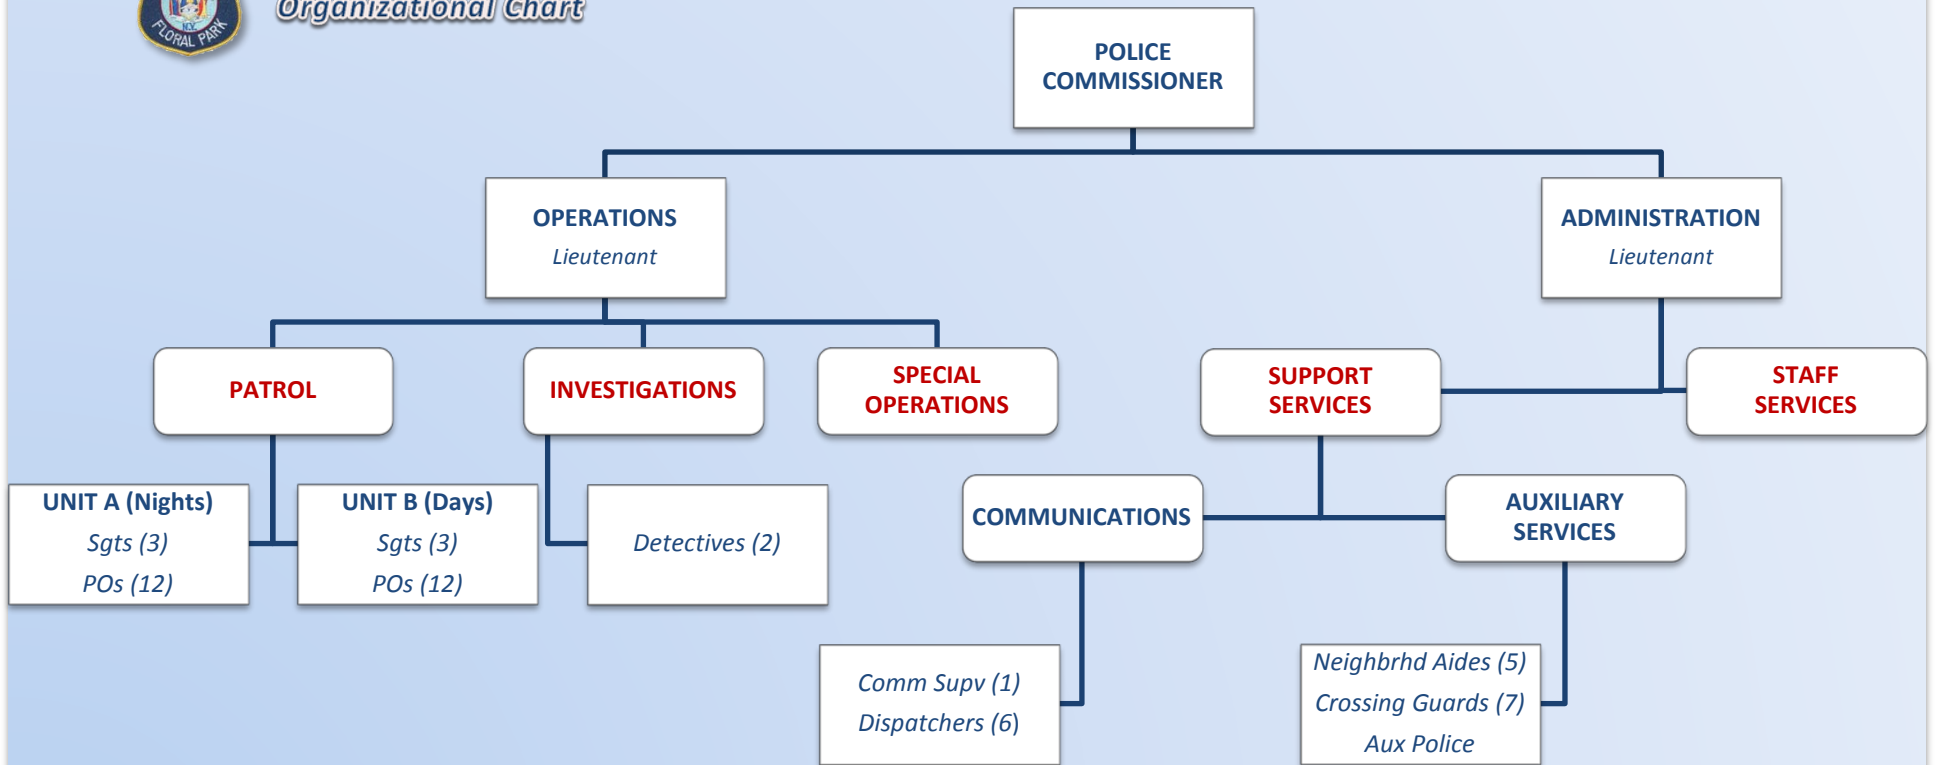 Organizational Chart
N.Y.
FLORAL PARK
POLICE
COMMISSIONER
OPERATIONS
Lieutenant
ADMINISTRATION
Lieutenant
PATROL
INVESTIGATIONS
SPECIAL
OPERATIONS
SUPPORT
SERVICES
STAFF
SERVICES
UNIT A (Nights)
Sgts (3)
POs (12)
UNIT B (Days)
Sgts (3)
POs (12)
Detectives (2)
COMMUNICATIONS
AUXILIARY
SERVICES
Comm Supv (1)
Dispatchers (6)
Neighbrhd Aides (5)
Crossing Guards (7)
Aux Police